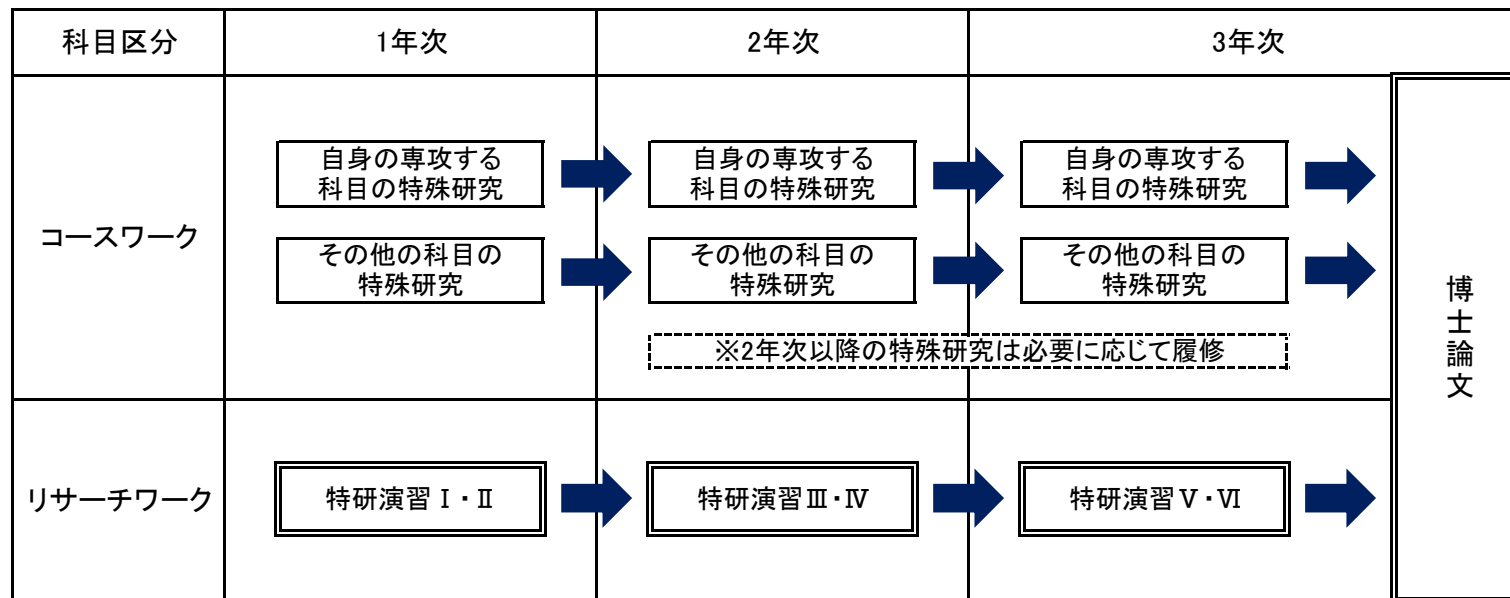 科目区分
1年次
2年次
3年次
コースワーク
自身の専攻する
科目の特殊研究
自身の専攻する
科目の特殊研究
自身の専攻する
科目の特殊研究
その他の科目の
特殊研究
その他の科目の
特殊研究
その他の科目の
特殊研究
※2年次以降の特殊研究は必要に応じて履修
リサーチワーク
特研演習Ⅰ・Ⅱ
特研演習Ⅲ・Ⅳ
特研演習Ⅴ・Ⅵ
博士論文